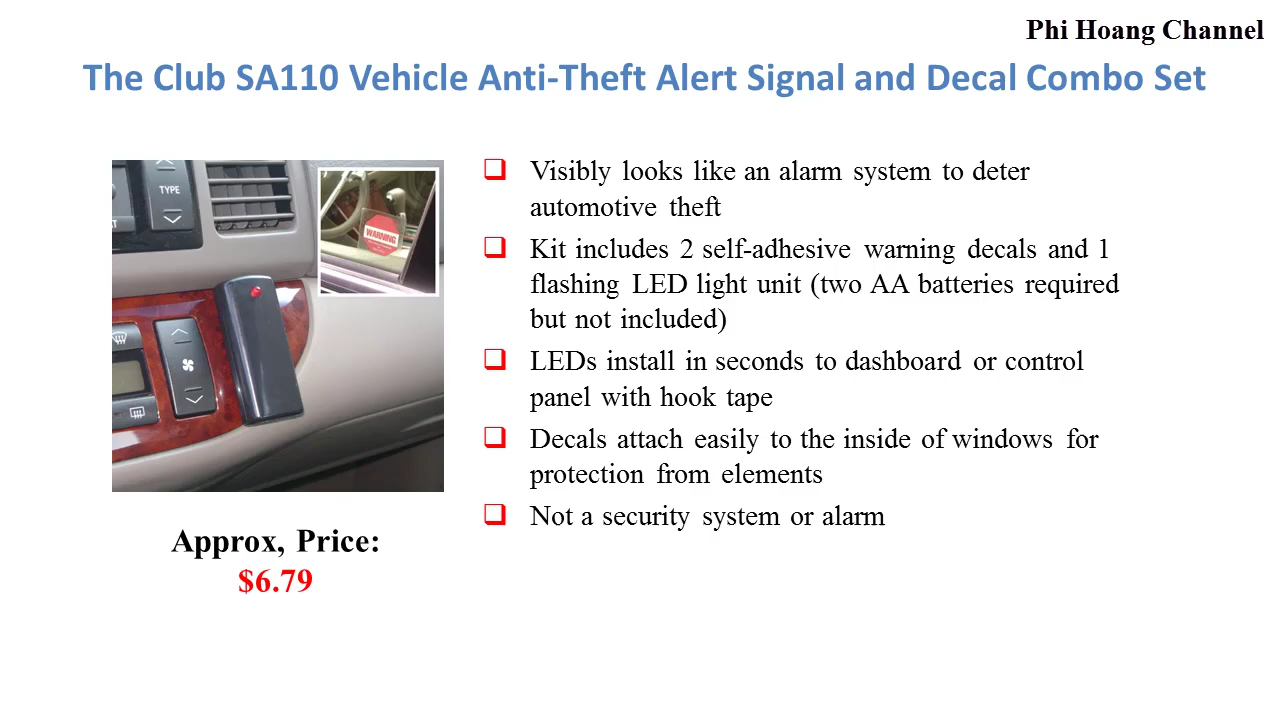 Phi Hoang Channel
The Club SA110 Vehicle Anti-Theft Alert Signal and Decal Combo Set
TYPE
WARNING
Visibly looks like an alarm system to deter
automotive theft
Kit includes 2 self-adhesive warning decals and 1
flashing LED light unit (two AA batteries required
but not included)
LEDs install in seconds to dashboard or control
panel with hook tape
Decals attach easily to the inside of windows for
protection from elements
Not a security system or alarm
Approx, Price:
$6.79